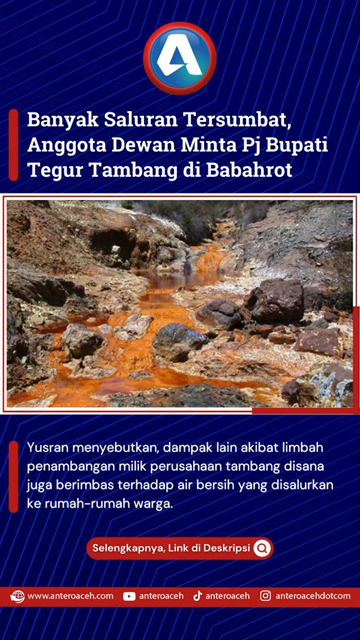 A
Banyak Saluran Tersumbat,
Anggota Dewan Minta Pj Bupati
Tegur Tambang di Babahrot
Yusran menyebutkan, dampak lain akibat limbah
penambangan milik perusahaan tambang disana
juga berimbas terhadap air bersih yang disalurkan
ke rumah-rumah warga.
Selengkapnya, Link di Deskripsi
www.anteroaceh.com anteroaceh anteroaceh anteroacehdotcom